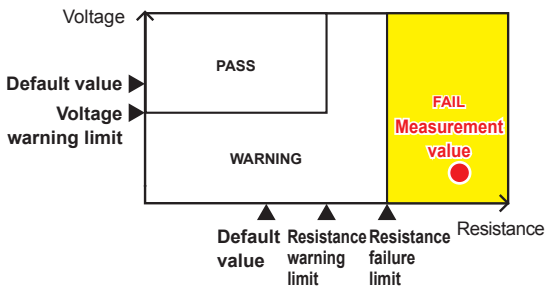 Voltage
PASS
Default value
Voltage
warning limit
FAIL
Measurement
value
WARNING
Resistance
Default
value
Resistance
warning
limit
Resistance
failure
limit